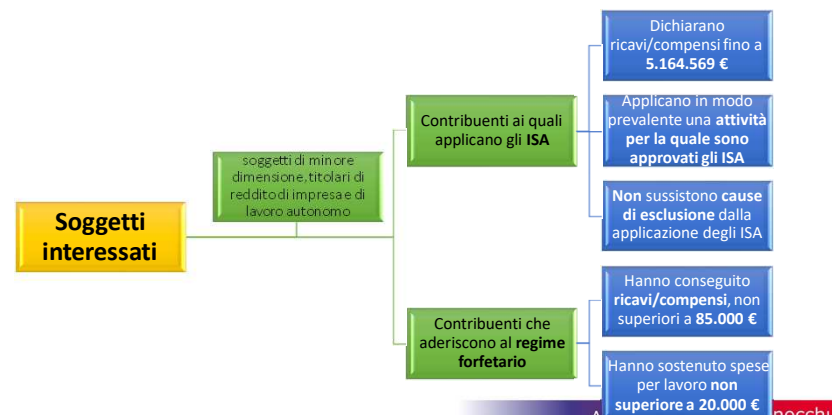 Soggetti
interessati
soggetti di minore
dimensione, titolari di
reddito di impresa e di
lavoro autonomo
Contribuenti ai quali
applicano gli ISA
Dichiarano
ricavi/compensi fino a
5.164.569 €
Applicano in modo
prevalente una attività
per la quale sono
approvati gli ISA
Non sussistono cause
di esclusione dalla
applicazione degli ISA
Contribuenti che
aderiscono al regime
forfetario
Hanno conseguito
ricavi/compensi, non
superiori a 85.000 €
Hanno sostenuto spese
per lavoro non
superiore a 20.000 €